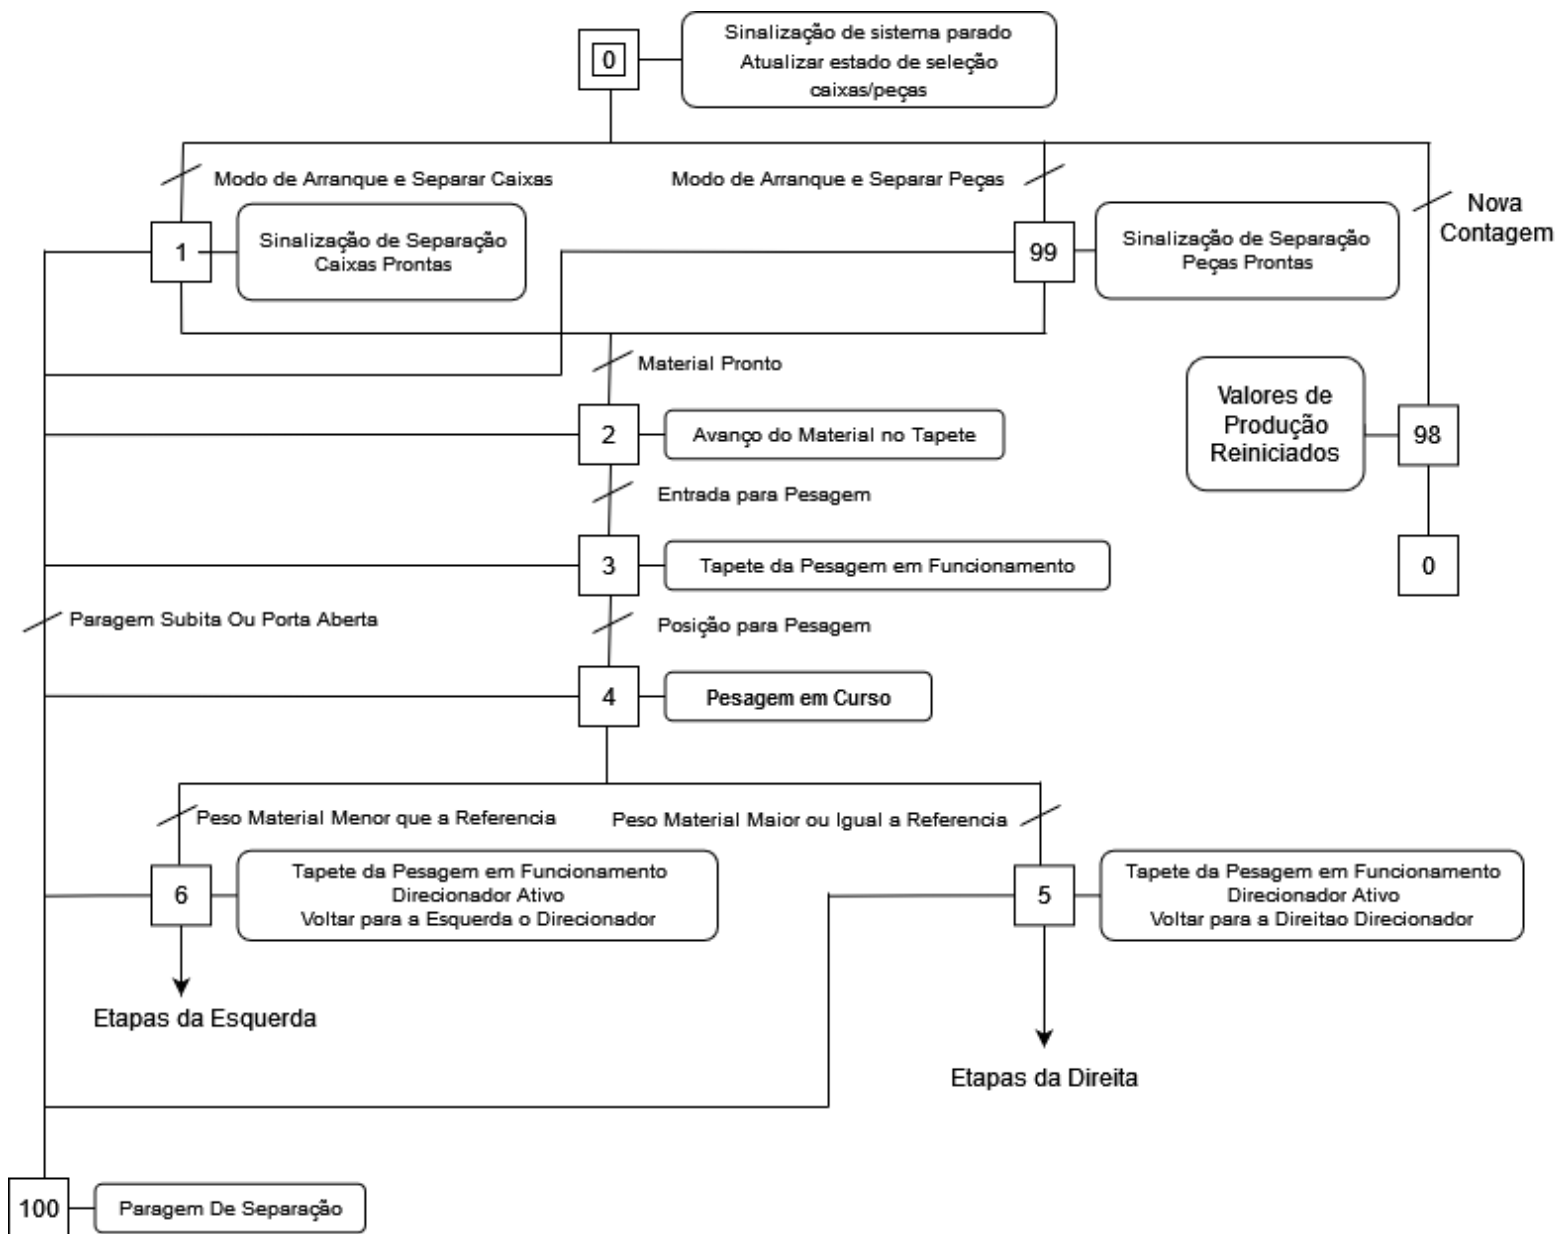 0
Sinalização de sistema parado
Atualizar estado de seleção
caixas/peças
Modo de Arranque e Separar Caixas
Modo de Arranque e Separar Peças
Nova
Contagem
1
Sinalização de Separação
Caixas Prontas
99
Sinalização de Separação
Peças Prontas
Material Pronto
Valores de
Produção
Reiniciados
98
2
Avanço do Material no Tapete
Entrada para Pesagem
3
Tapete da Pesagem em Funcionamento
0
Paragem Subita Ou Porta Aberta
Posição para Pesagem
4
Pesagem em Curso
Peso Material Menor que a Referencia
Peso Material Maior ou Igual a Referencia
6
Tapete da Pesagem em Funcionamento
Direcionador Ativo
Voltar para a Esquerda o Direcionador
5
Tapete da Pesagem em Funcionamento
Direcionador Ativo
Voltar para a Direitao Direcionador
Etapas da Esquerda
Etapas da Direita
100
Paragem De Separação